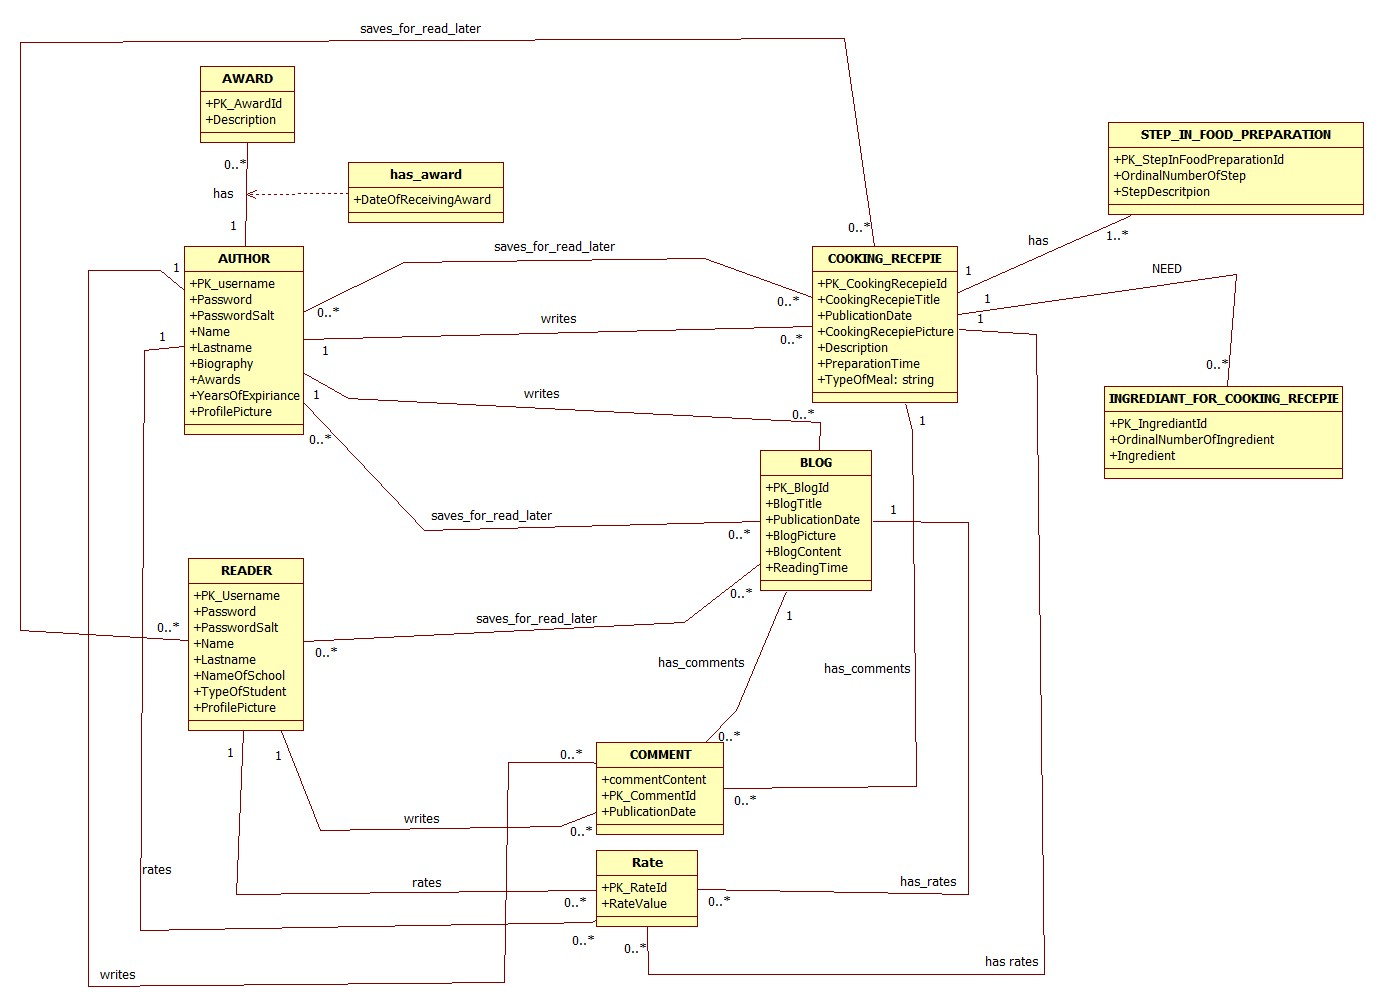 saves_for_read_later
AWARD
+PK_AwardId
+Description
0..*
has
1
has_award
+DateOfReceivingAward
STEP_IN_FOOD_PREPARATION
+PK_StepInFoodPreparationId
+OrdinalNumberOfStep
+StepDescritpion
1..*
has
1
NEED
1
0..*
1
AUTHOR
+PK_username
+Password
+PasswordSalt
+Name
+Lastname
+Biography
+Awards
+YearsOfExpiriance
+ProfilePicture
1
1
saves_for_read_later
0..*
0..*
writes
1
0..*
writes
1
0..*
0..*
saves_for_read_later
0..*
0..*
COOKING_RECEPIE
+PK_CookingRecepieId
+CookingRecepieTitle
+PublicationDate
+CookingRecepiePicture
+Description
+PreparationTime
+TypeOfMeal: string
1
INGREDIANT_FOR_COOKING_RECEPIE
+PK_IngrediantId
+OrdinalNumberOfIngredient
+Ingredient
BLOG
+PK_BlogId
+BlogTitle
+PublicationDate
+BlogPicture
+BlogContent
+ReadingTime
1
READER
+PK_Username
+Password
+PasswordSalt
+Name
+Lastname
+NameOfSchool
+TypeOfStudent
+ProfilePicture
0..*
0..*
saves_for_read_later
0..*
1
has_comments
has_comments
0..*
0..*
1
1
COMMENT
+commentContent
+PK_CommentId
+PublicationDate
0..*
writes
0..*
Rate
+PK_RateId
+RateValue
rates
rates
0..*
0..*
0..*
has_rates
0..*
has rates
writes